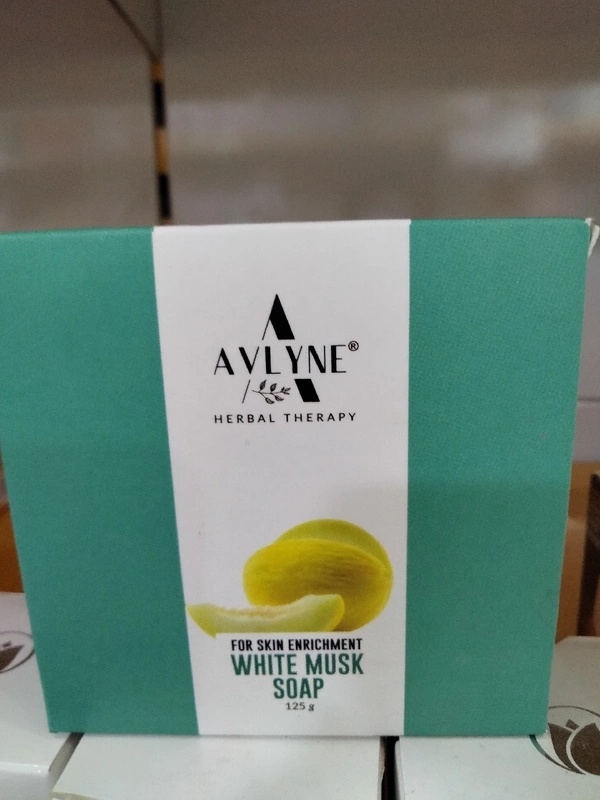 AVLYNE®
HERBAL THERAPY
FOR SKIN ENRICHMENT
WHITE MUSK
SOAP
125 g